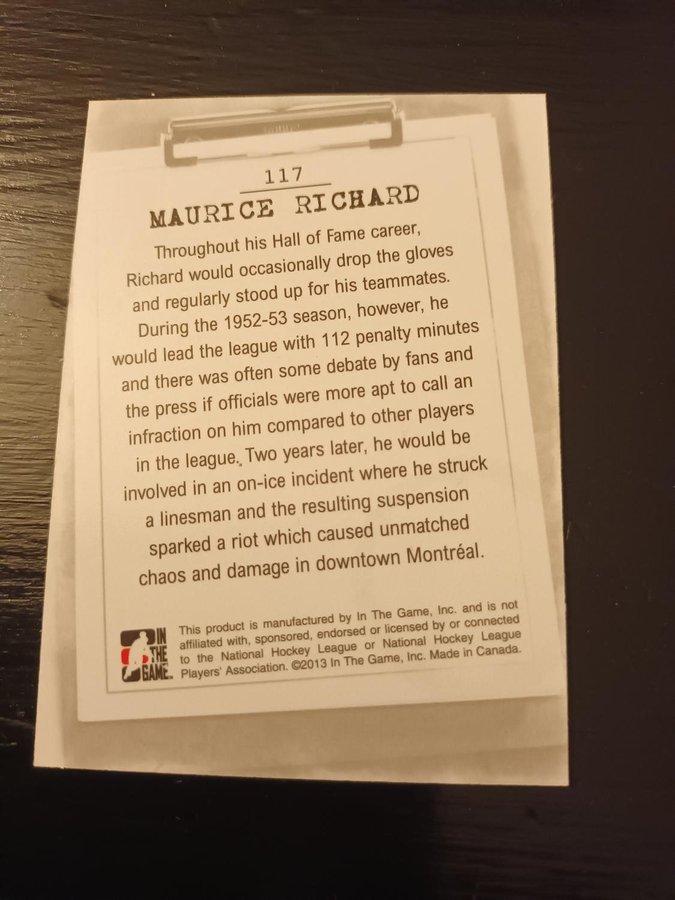 117
MAURICE RICHARD
Throughout his Hall of Fame career,
Richard would occasionally drop the gloves
and regularly stood up for his teammates.
During the 1952-53 season, however, he
would lead the league with 112 penalty minutes
and there was often some debate by fans and
the press if officials were more apt to call an
infraction on him compared to other players
in the league. Two years later, he would be
involved in an on-ice incident where he struck
a linesman and the resulting suspension
sparked a riot which caused unmatched
chaos and damage in downtown Montréal.
IN
THE
GAME
This product is manufactured by In The Game, Inc. and is not
affiliated with, sponsored, endorsed or licensed by or connected
to the National Hockey League or National Hockey League
Players' Association. ©2013 In The Game, Inc. Made in Canada.